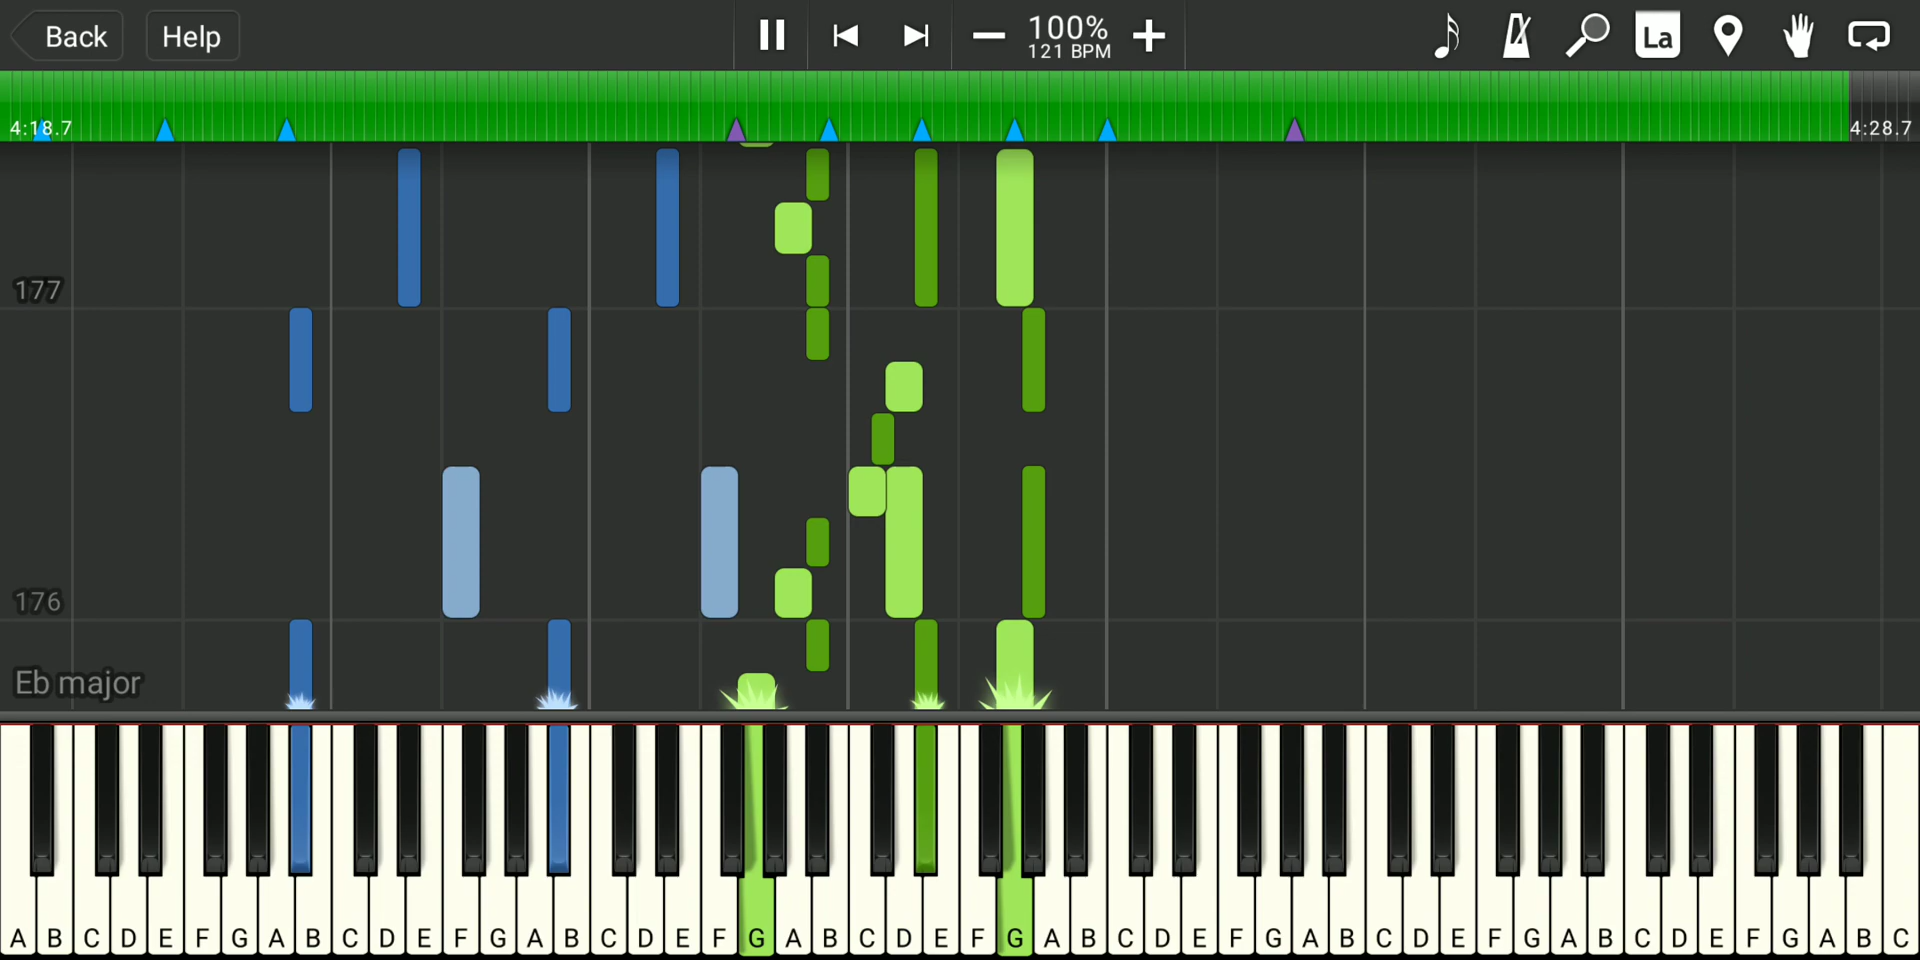 Back Help 100% La
121 BPM
4:18.7 4:28.7
177
176
Eb major
A B C D E F G A B C D E F G A B C D E F G A B C D E F G A B C D E F G A B C D E F G A B C D E F G A B C